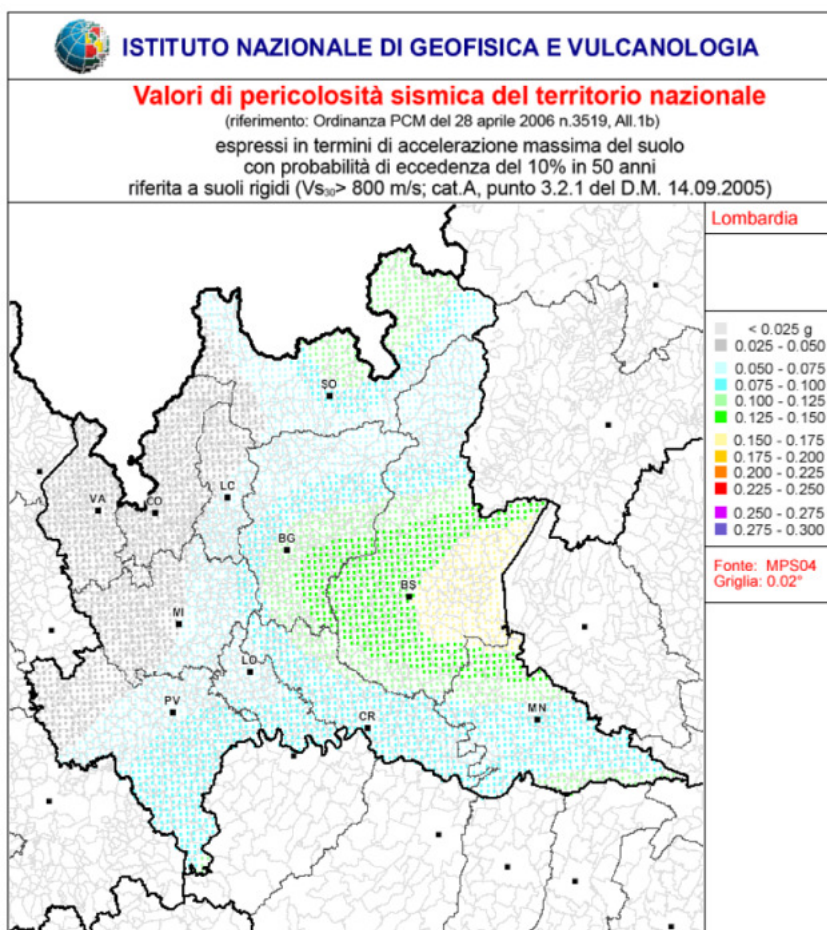 ISTITUTO NAZIONALE DI GEOFISICA E VULCANOLOGIA
Valori di pericolosità sismica del territorio nazionale
(riferimento: Ordinanza PCM del 28 aprile 2006 n.3519, All.1b)
espressi in termini di accelerazione massima del suolo
con probabilità di eccedenza del 10% in 50 anni
riferita a suoli rigidi (Vs₃₀> 800 m/s; cat.A, punto 3.2.1 del D.M. 14.09.2005)
Lombardia
< 0.025 g
0.025 - 0.050
0.050 - 0.075
0.075 - 0.100
0.100 - 0.125
0.125 - 0.150
0.150 - 0.175
0.175 - 0.200
0.200 - 0.225
0.225 - 0.250
0.250 - 0.275
0.275 - 0.300
Fonte: MPS04
Griglia: 0.02°
SO
LC
VA
CO
BG
BS
MI
LO
PV
CR
MN